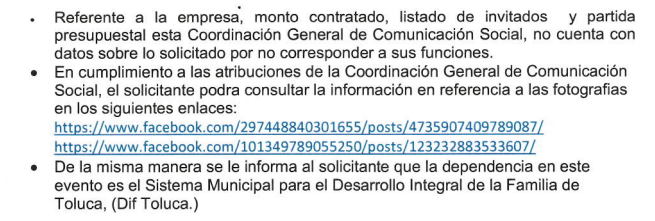 • Referente a la empresa, monto contratado, listado de invitados y partida
presupuestal esta Coordinación General de Comunicación Social, no cuenta con
datos sobre lo solicitado por no corresponder a sus funciones.
• En cumplimiento a las atribuciones de la Coordinación General de Comunicación
Social, el solicitante podra consultar la información en referencia a las fotografias
en los siguientes enlaces:
https://www.facebook.com/297448840301655/posts/4735907409789087/
https://www.facebook.com/101349789055250/posts/123232883533607/
• De la misma manera se le informa al solicitante que la dependencia en este
evento es el Sistema Municipal para el Desarrollo Integral de la Familia de
Toluca, (Dif Toluca.)